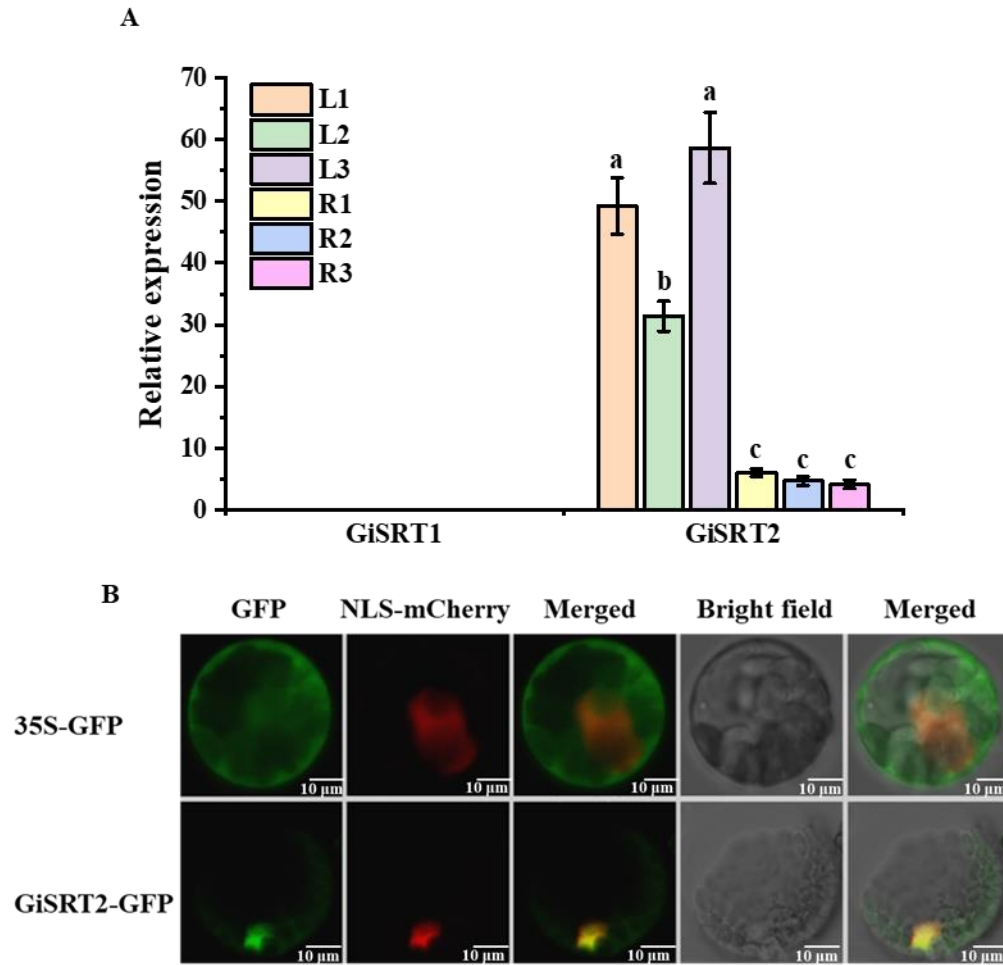 A
70
60
50
40
30
20
10
0
Relative expression
L1
L2
L3
R1
R2
R3
a
b
a
c
c
c
GiSRT1
GiSRT2
B
GFP NLS-mCherry Merged Bright field Merged
35S-GFP
10 µm 10 µm 10 µm 10 µm 10 µm
GiSRT2-GFP
10 µm 10 µm 10 µm 10 µm 10 µm